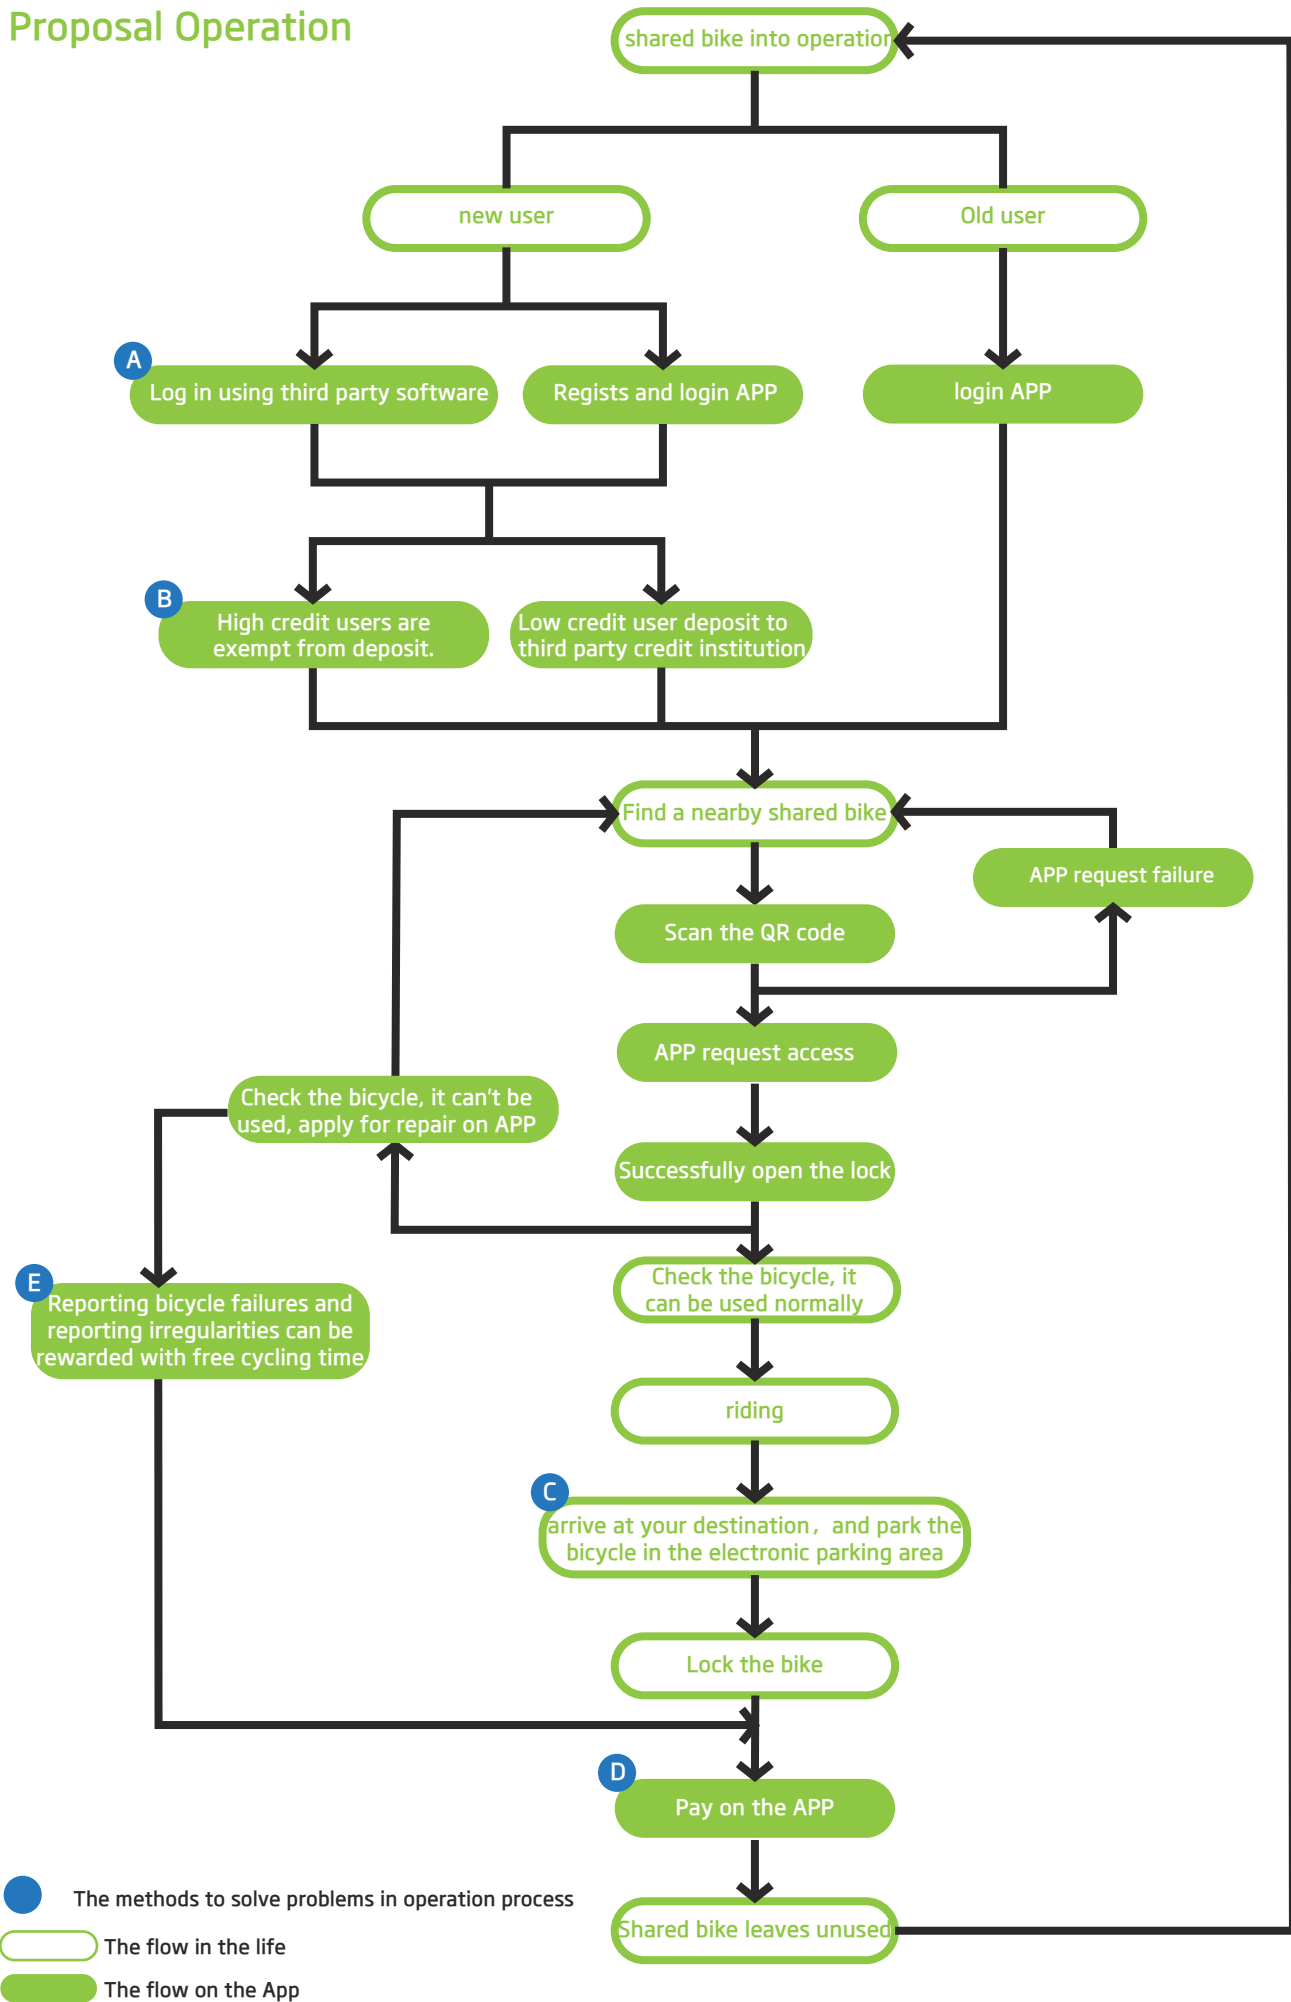 Proposal Operation
shared bike into operation
new user
Old user
A
Log in using third party software
Regists and login APP
login APP
B
High credit users are
exempt from deposit.
Low credit user deposit to
third party credit institution
Find a nearby shared bike
APP request failure
Scan the QR code
APP request access
Check the bicycle, it can't be
used, apply for repair on APP
Successfully open the lock
Check the bicycle, it
can be used normally
E
Reporting bicycle failures and
reporting irregularities can be
rewarded with free cycling time
riding
C
arrive at your destination， and park the
bicycle in the electronic parking area
Lock the bike
D
Pay on the APP
Shared bike leaves unused
The methods to solve problems in operation process
The flow in the life
The flow on the App